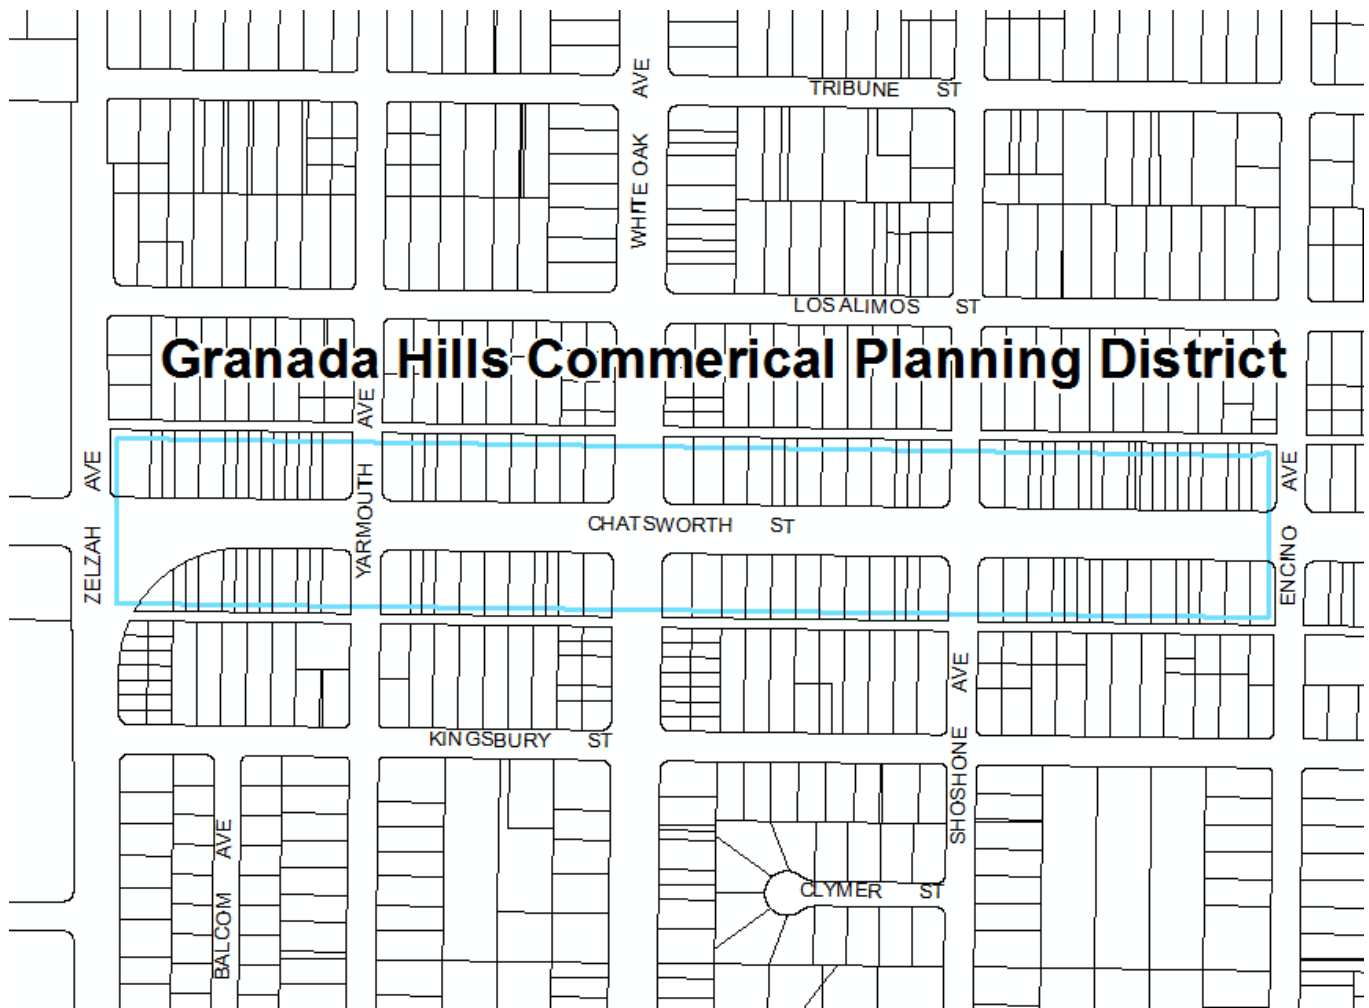 TRIBUNE ST
WHITE OAK AVE
LOS ALIMOS ST
Granada Hills Commerical Planning District
ZELZAH AVE
YARMOUTH AVE
CHATSWORTH ST
ENCINO AVE
KINGSBURY ST
SHOSHONE AVE
BALCOM AVE
CLYMER ST